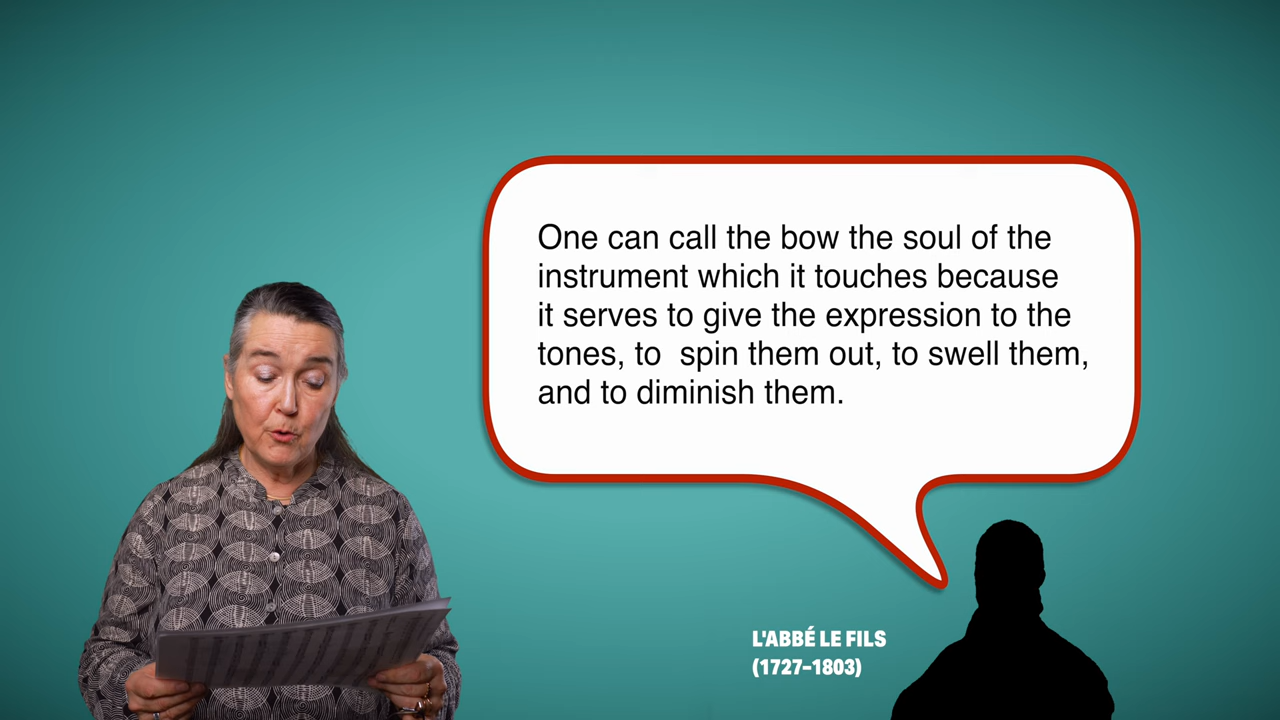 One can call the bow the soul of the
instrument which it touches because
it serves to give the expression to the
tones, to  spin them out, to swell them,
and to diminish them.
L'ABBÉ LE FILS
(1727–1803)